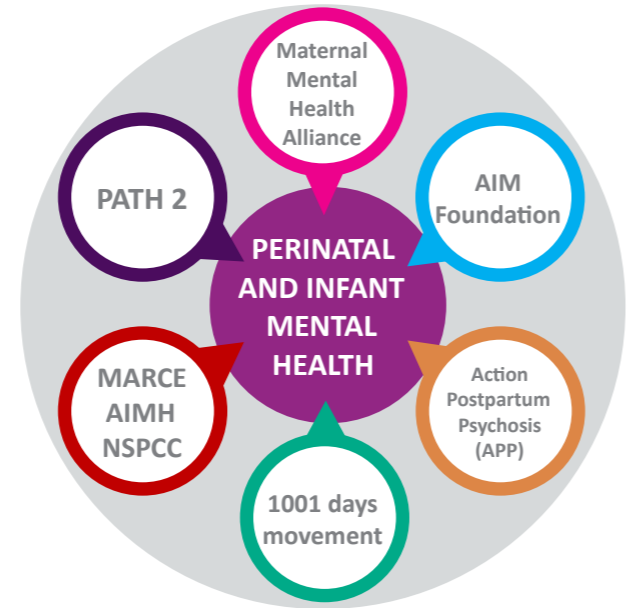 Maternal
Mental
Health
Alliance
PATH 2
AIM
Foundation
PERINATAL
AND INFANT
MENTAL
HEALTH
MARCE
AIMH
NSPCC
Action
Postpartum
Psychosis
(APP)
1001 days
movement